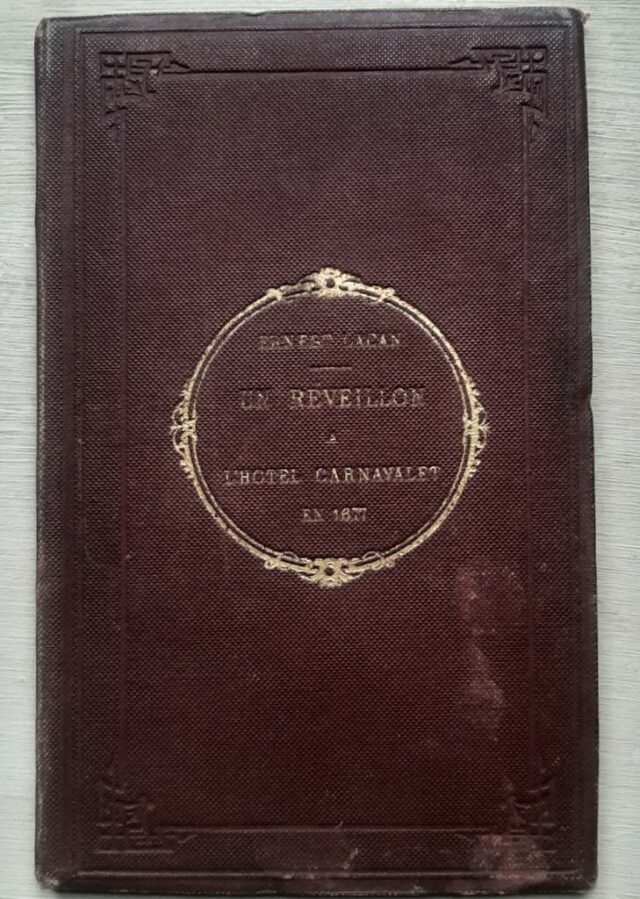 ERNEST LACAN
UN REVEILLON
A
L'HOTEL CARNAVALET
EN 1677